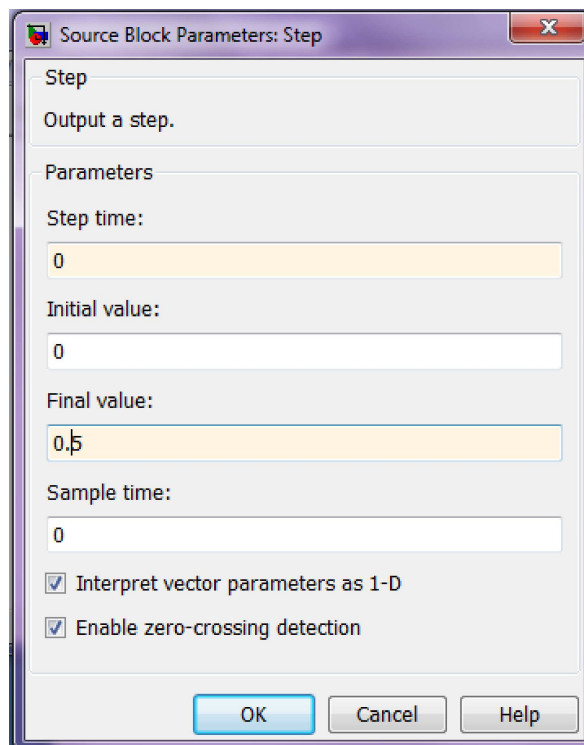 Source Block Parameters: Step
Step
Output a step.
Parameters
Step time:
0
Initial value:
0
Final value:
0.5
Sample time:
0
Interpret vector parameters as 1-D
Enable zero-crossing detection
OK Cancel Help